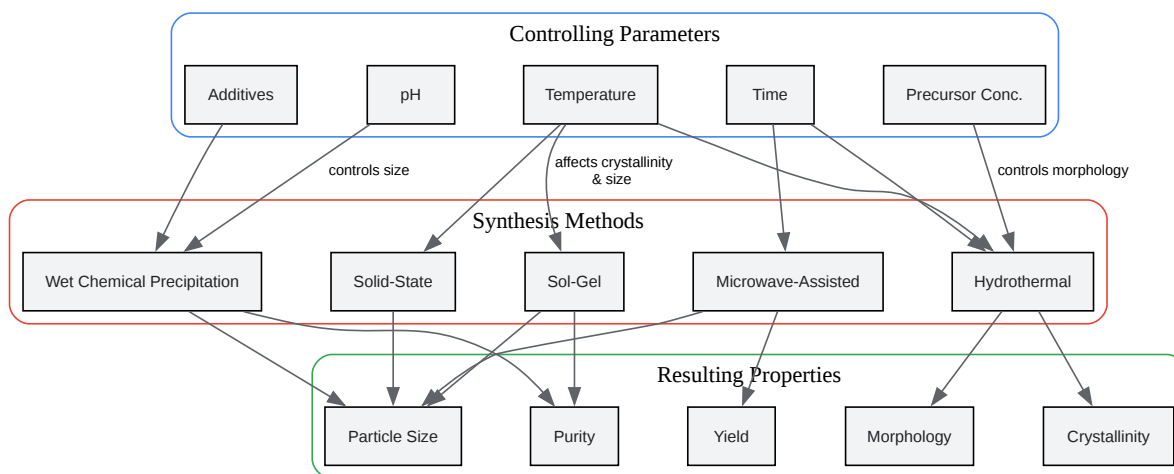 Controlling Parameters
Additives
pH
Temperature
Time
Precursor Conc.
controls size
affects crystallinity
& size
controls morphology
Synthesis Methods
Wet Chemical Precipitation
Solid-State
Sol-Gel
Microwave-Assisted
Hydrothermal
Resulting Properties
Particle Size
Purity
Yield
Morphology
Crystallinity